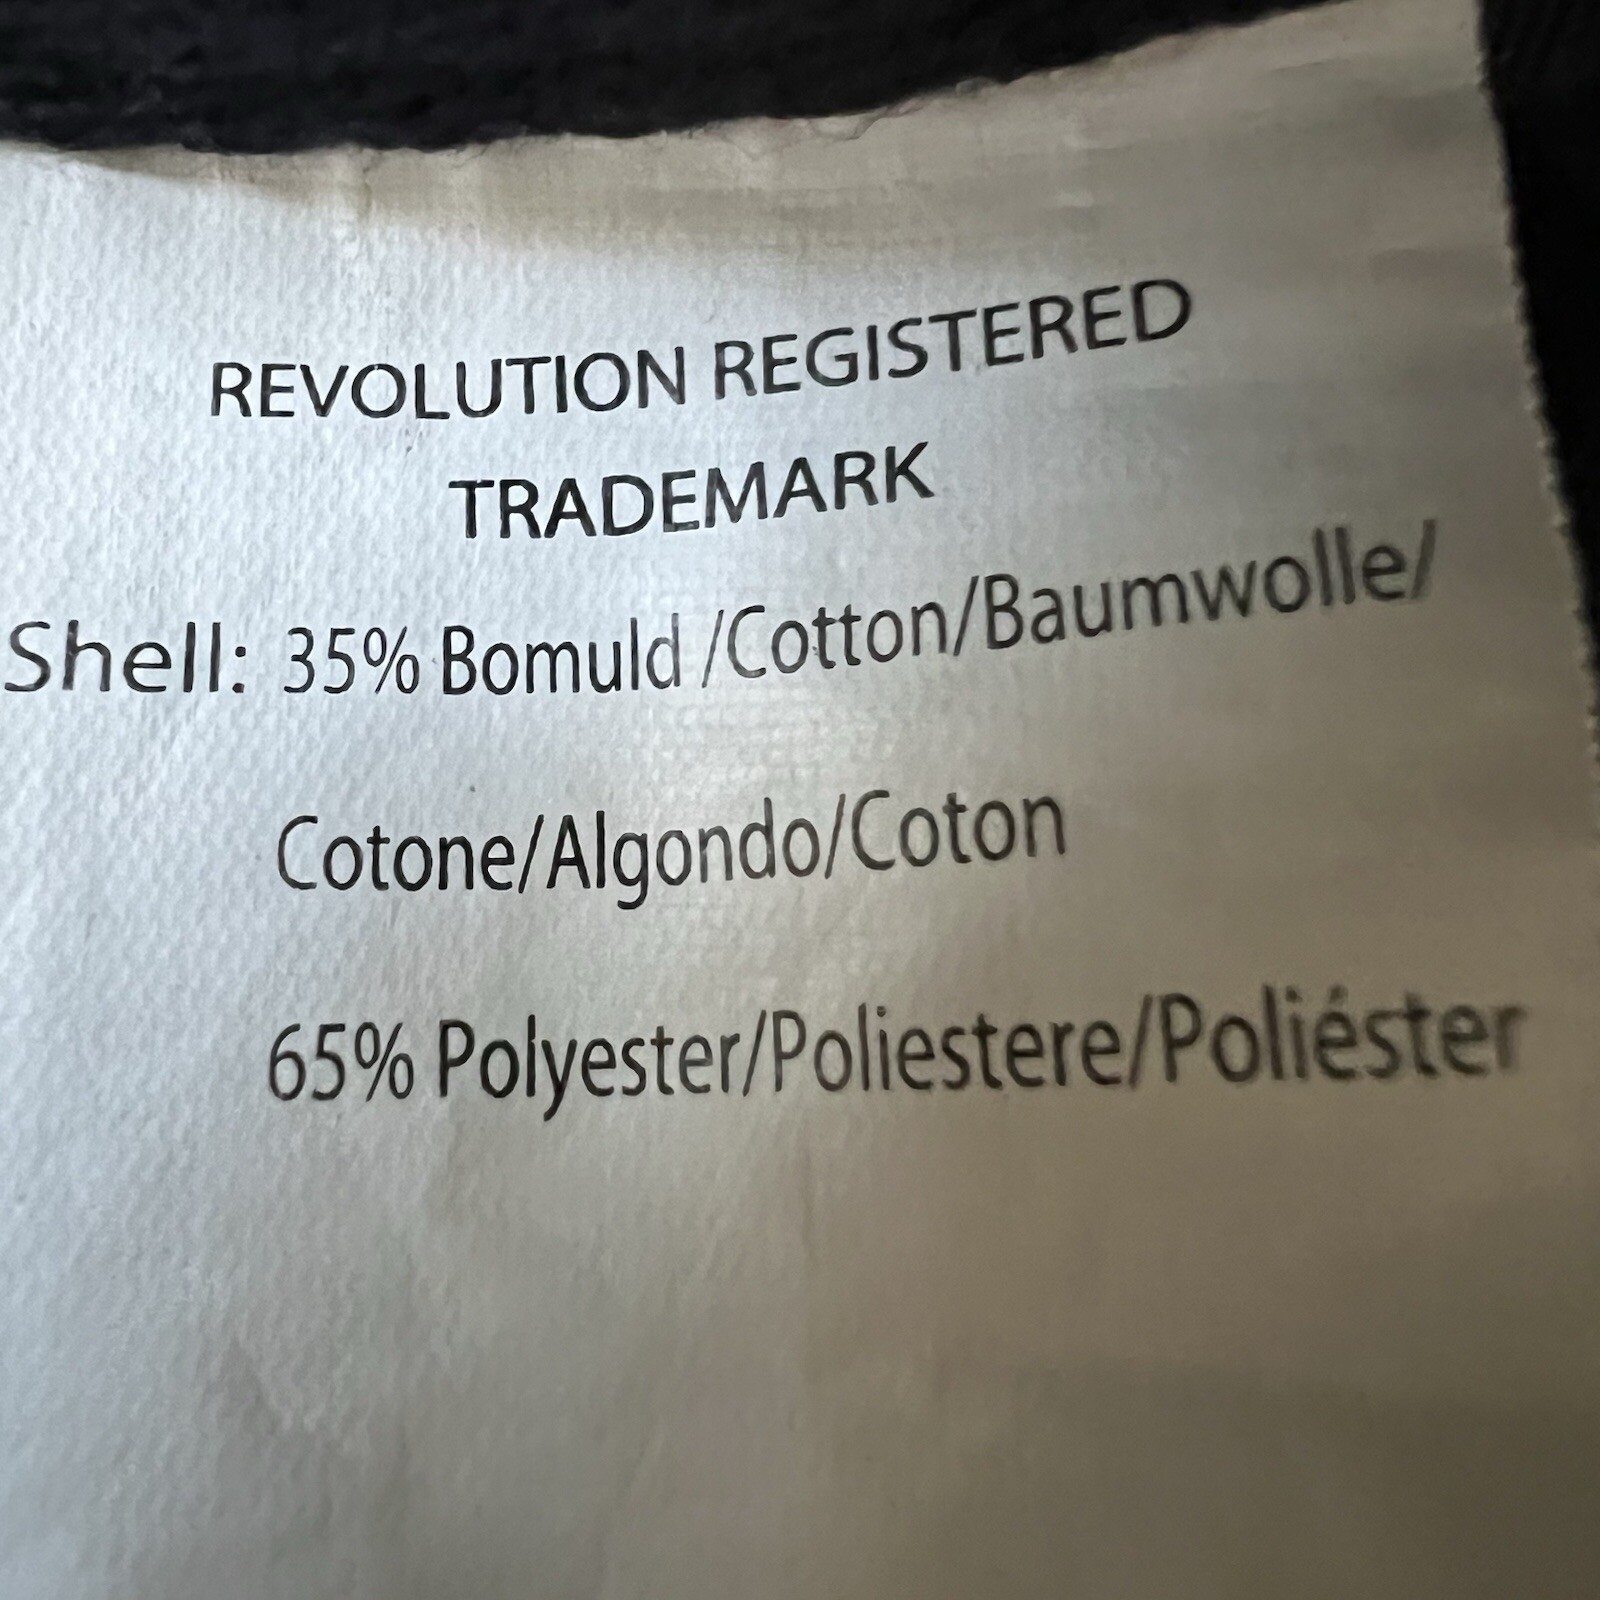 REVOLUTION REGISTERED
TRADEMARK
Shell: 35% Bomuld /Cotton/Baumwolle/
Cotone/Algondo/Coton
65% Polyester/Poliestere/Poliéster